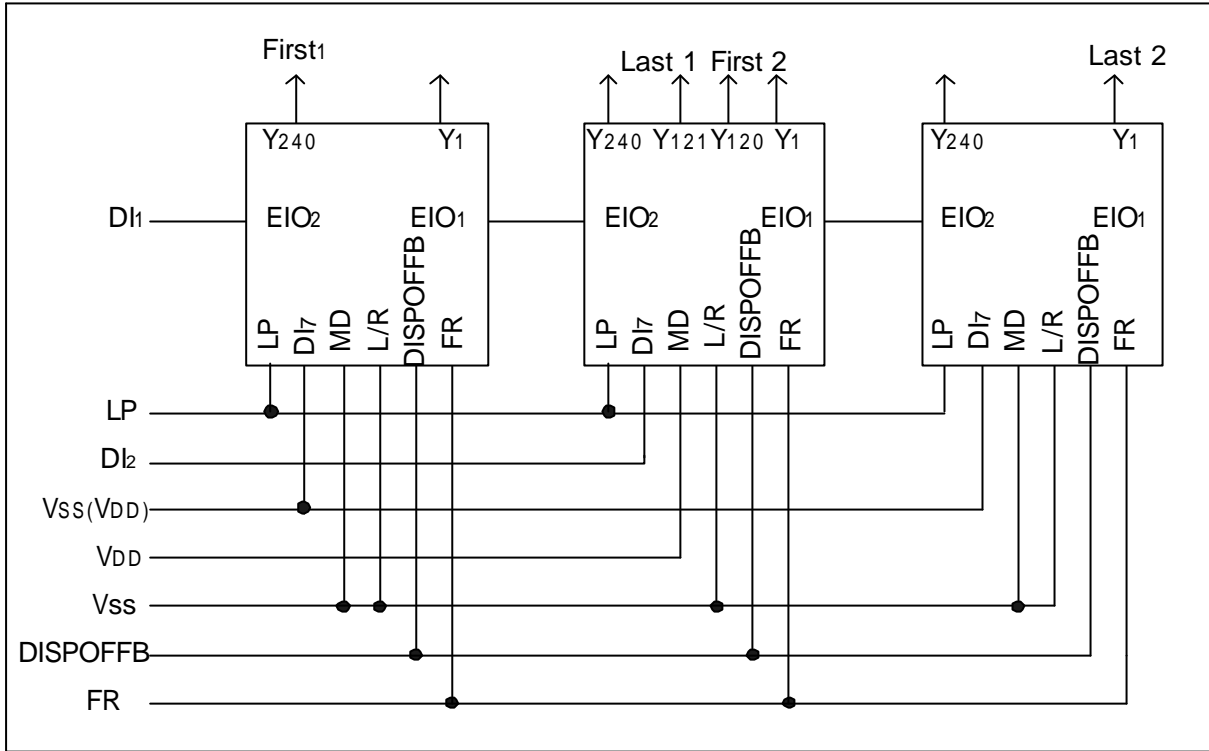 First1 Last 1 First 2 Last 2
Y240 Y1 Y240 Y121 Y120 Y1 Y240 Y1
DI1 EIO2 EIO1 EIO2 EIO1 EIO2 EIO1
LP DI7 MD L/R DISPOFFB FR LP DI7 MD L/R DISPOFFB FR LP DI7 MD L/R DISPOFFB FR
LP
DI2
VSS(VDD)
VDD
Vss
DISPOFFB
FR